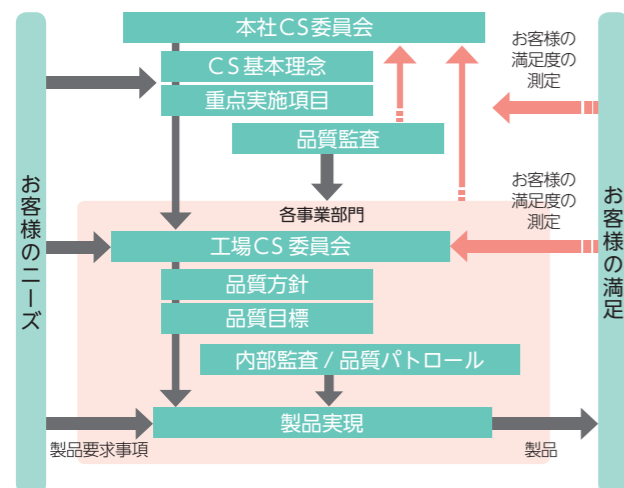 本社CS委員会
CS基本理念
重点実施項目
品質監査
お客様の
満足度の
測定
お客様のニーズ
お客様の満足
各事業部門
お客様の
満足度の
測定
工場CS委員会
品質方針
品質目標
内部監査/品質パトロール
製品実現
製品要求事項
製品